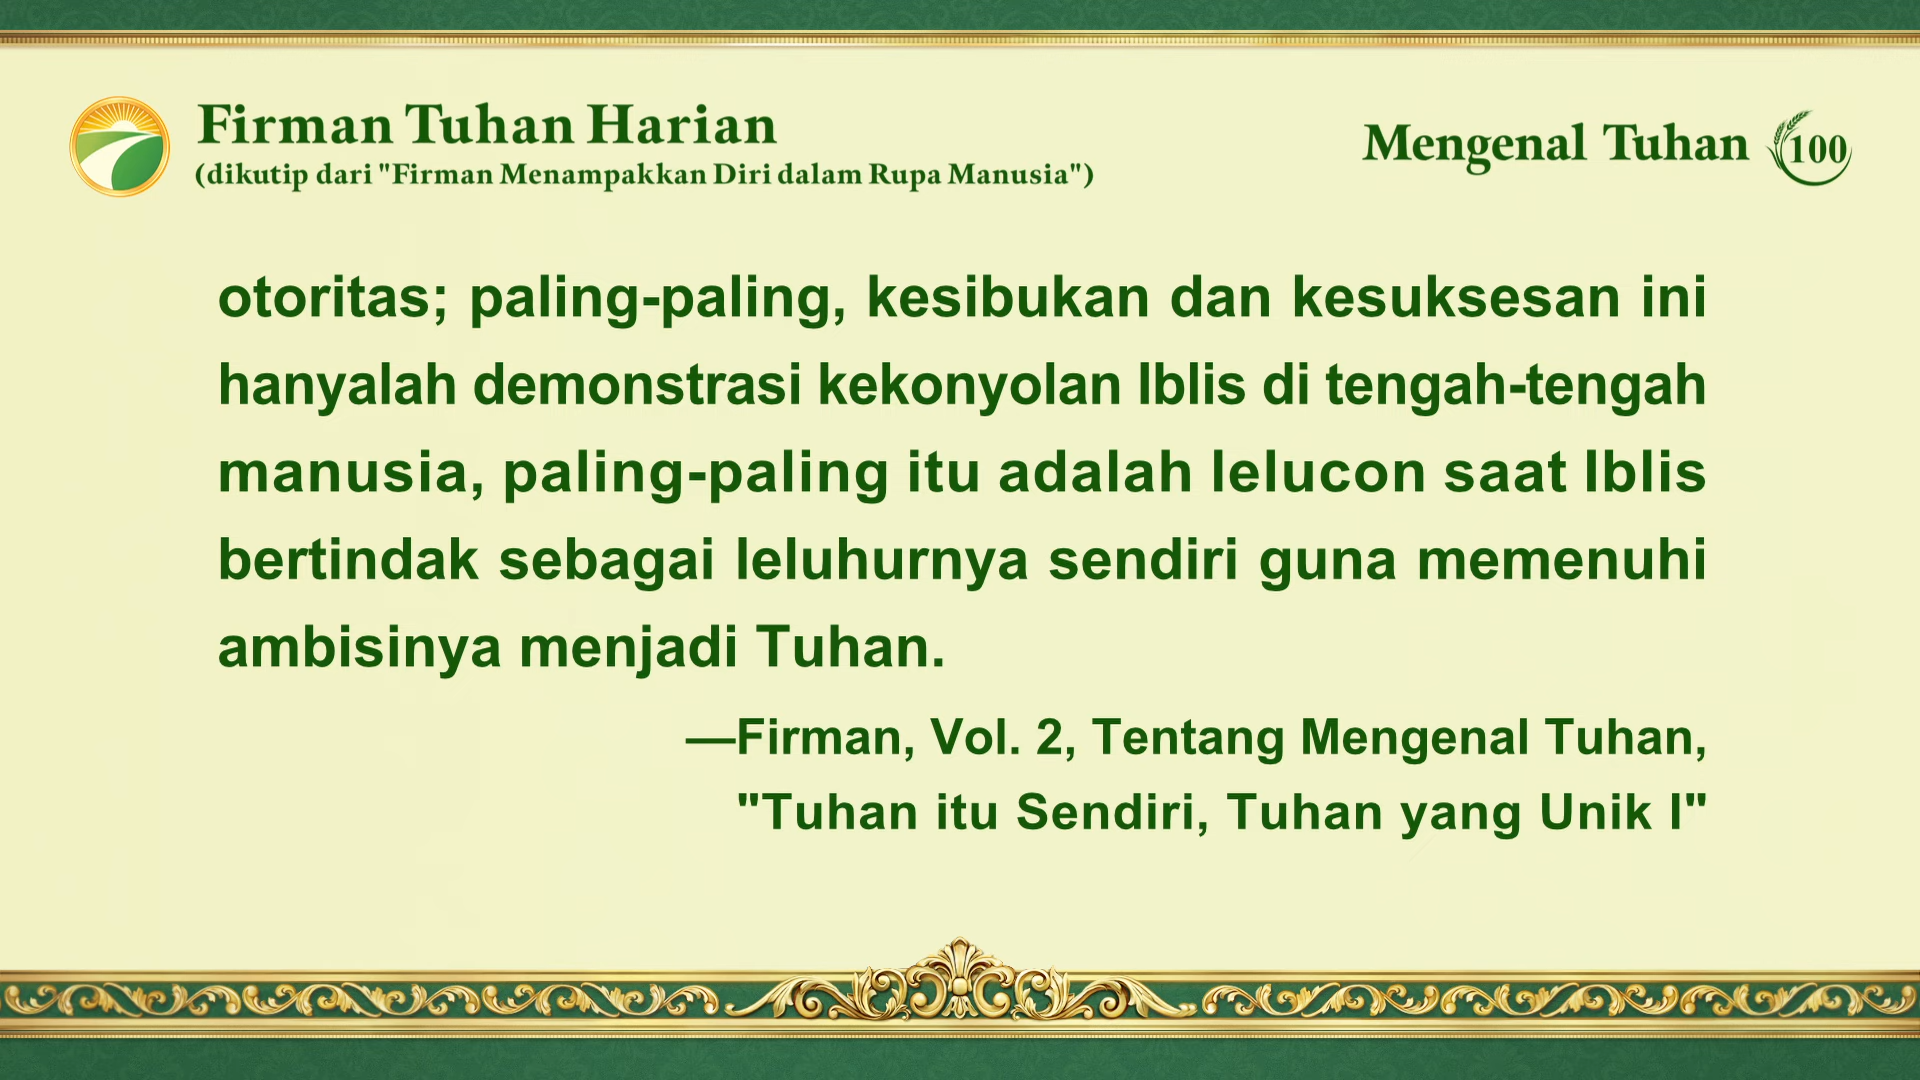 Firman Tuhan Harian
(dikutip dari "Firman Menampakkan Diri dalam Rupa Manusia")
Mengenal Tuhan 100
otoritas; paling-paling, kesibukan dan kesuksesan ini
hanyalah demonstrasi kekonyolan Iblis di tengah-tengah
manusia, paling-paling itu adalah lelucon saat Iblis
bertindak sebagai leluhurnya sendiri guna memenuhi
ambisinya menjadi Tuhan.
—Firman, Vol. 2, Tentang Mengenal Tuhan,
"Tuhan itu Sendiri, Tuhan yang Unik I"